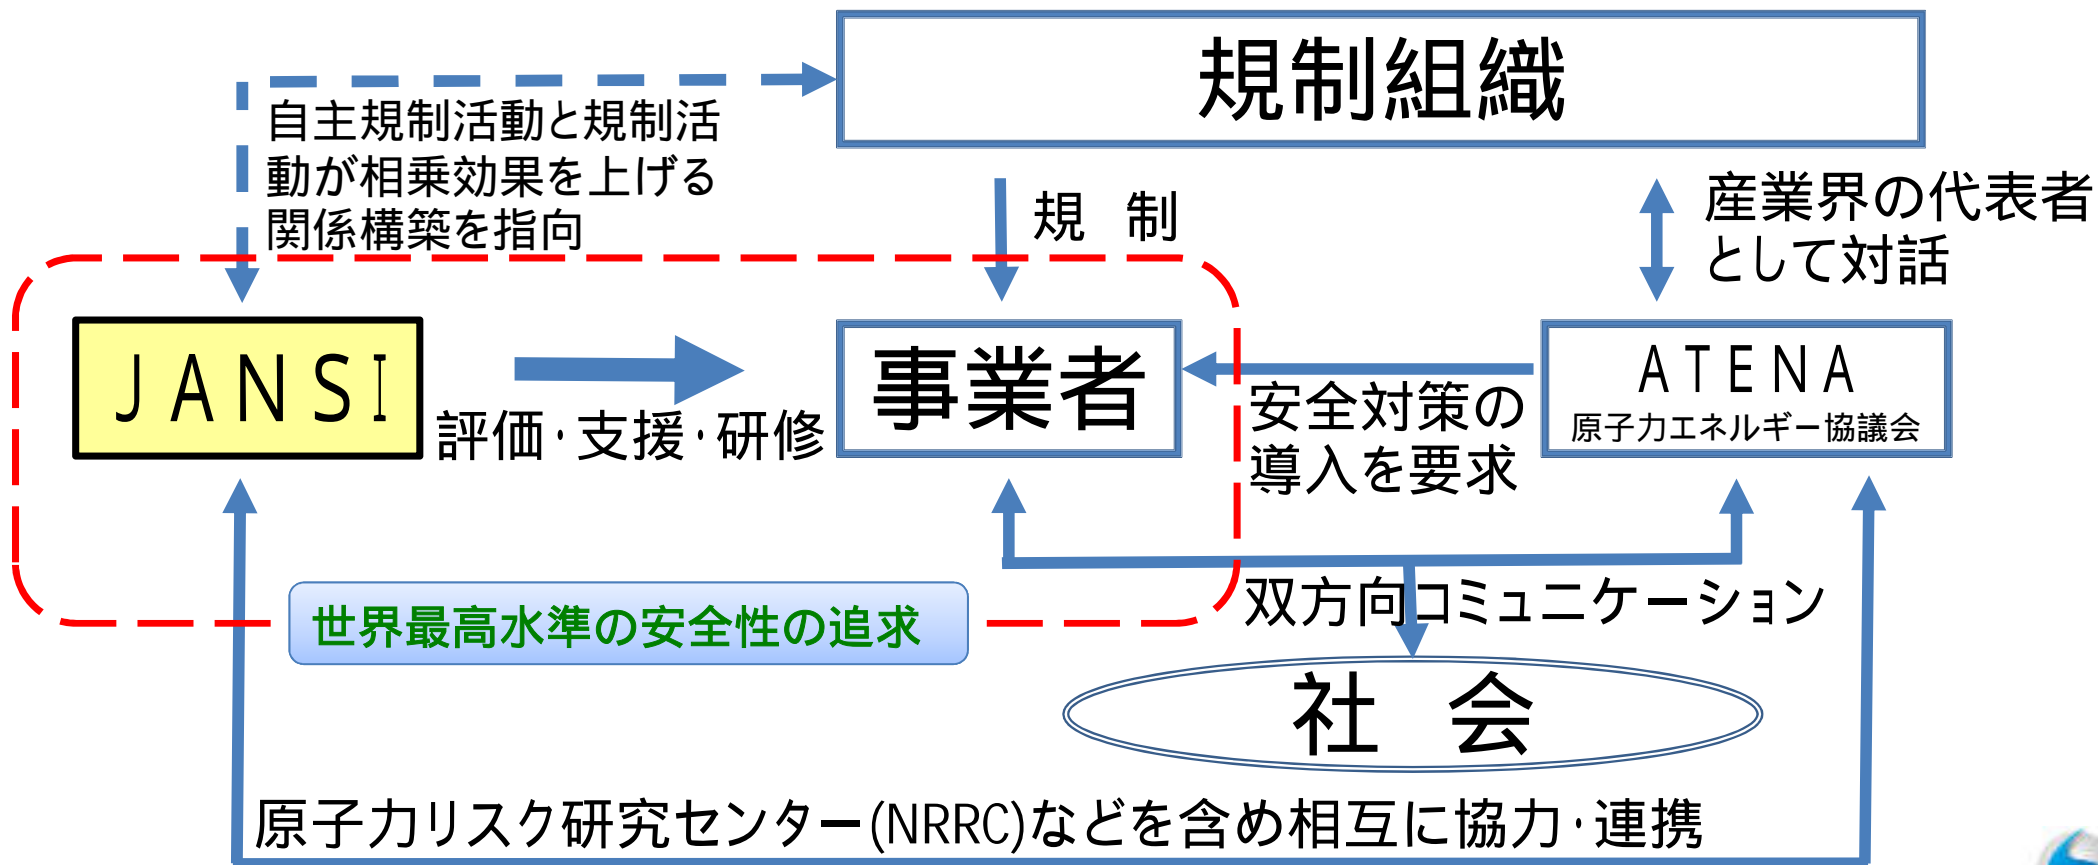 規制組織
自主規制活動と規制活
動が相乗効果を上げる
関係構築を指向
規 制
産業界の代表者
として対話
JANSI
評価・支援・研修
事業者
安全対策の
導入を要求
ATENA
原子力エネルギー協議会
世界最高水準の安全性の追求
双方向コミュニケーション
社 会
原子力リスク研究センター(NRRC)などを含め相互に協力・連携